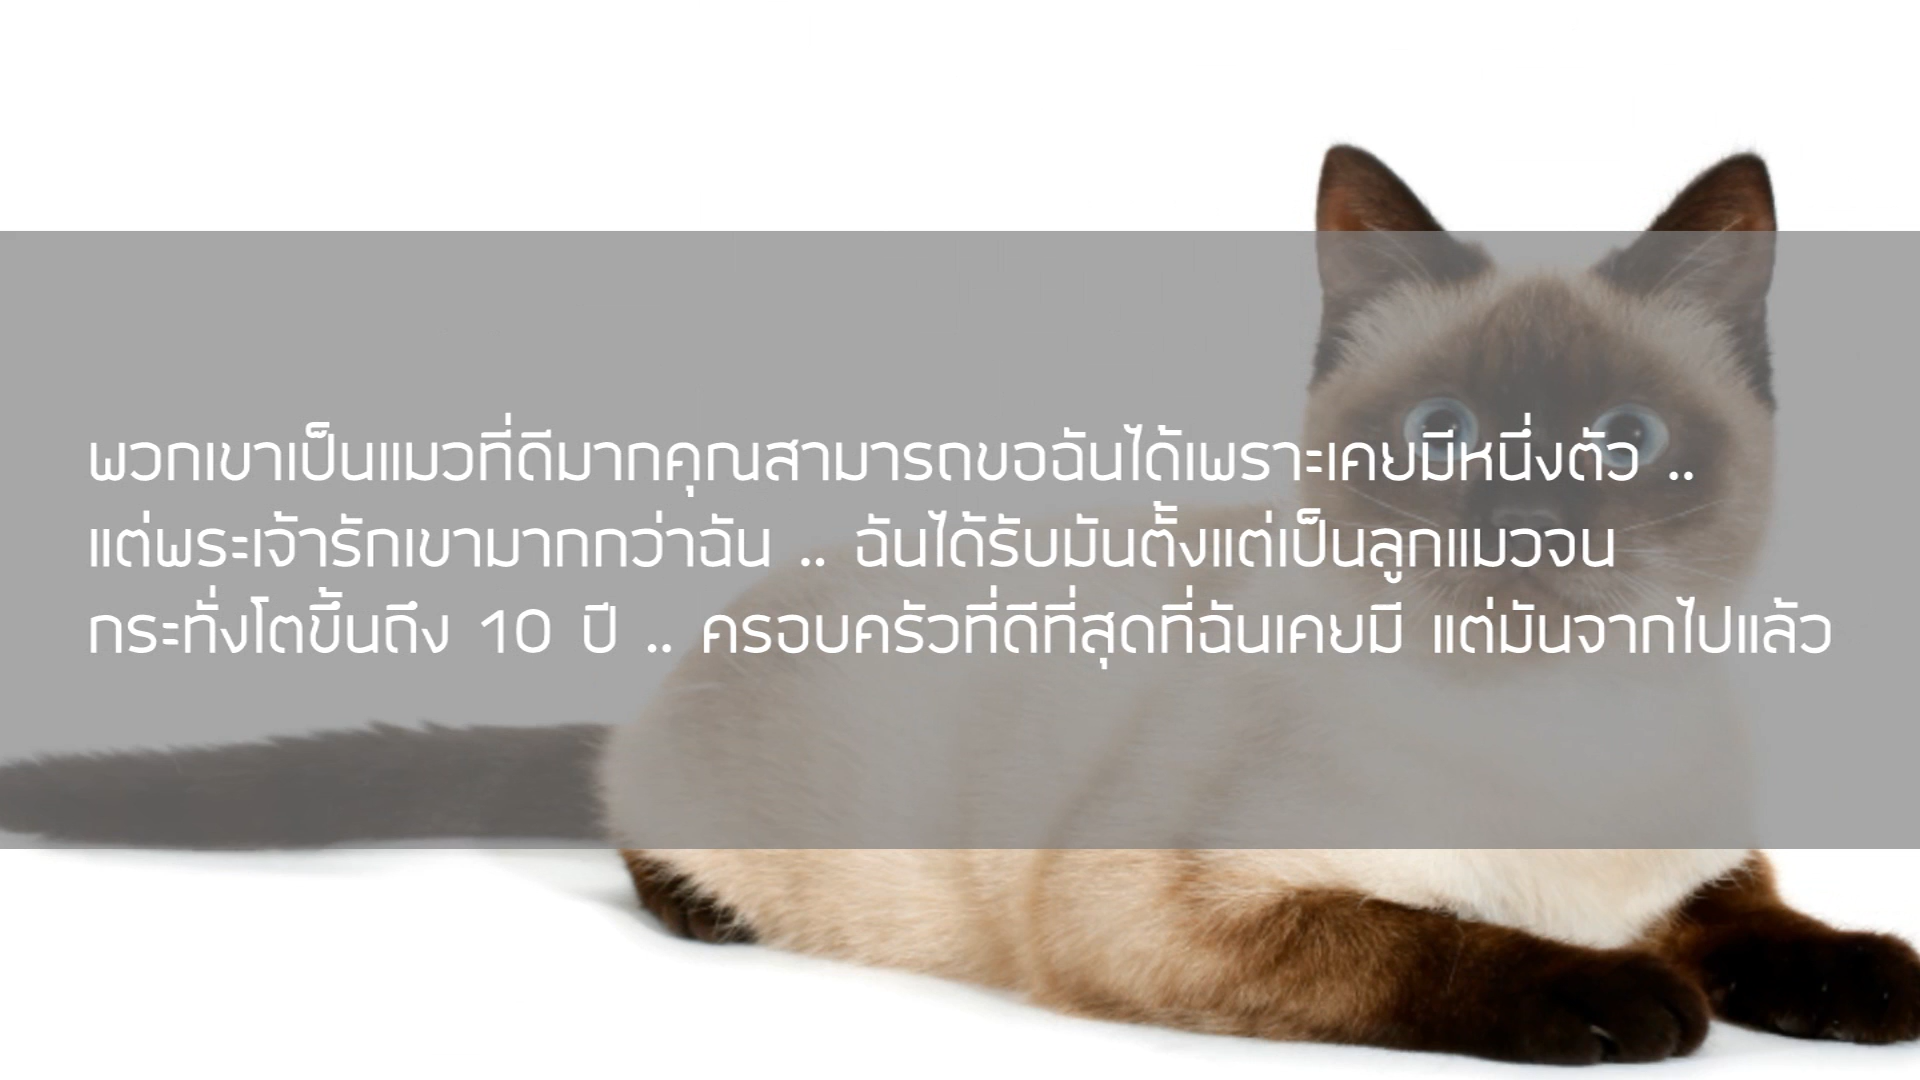 พวกเขาเป็นแมวที่ดีมากคุณสามารถขอฉันได้เพราะเคยมีหนึ่งตัว ..
แต่พระเจ้ารักเขามากกว่าฉัน .. ฉันได้รับมันตั้งแต่เป็นลูกแมวจน
กระทั่งโตขึ้นถึง 10 ปี .. ครอบครัวที่ดีที่สุดที่ฉันเคยมี แต่มันจากไปแล้ว